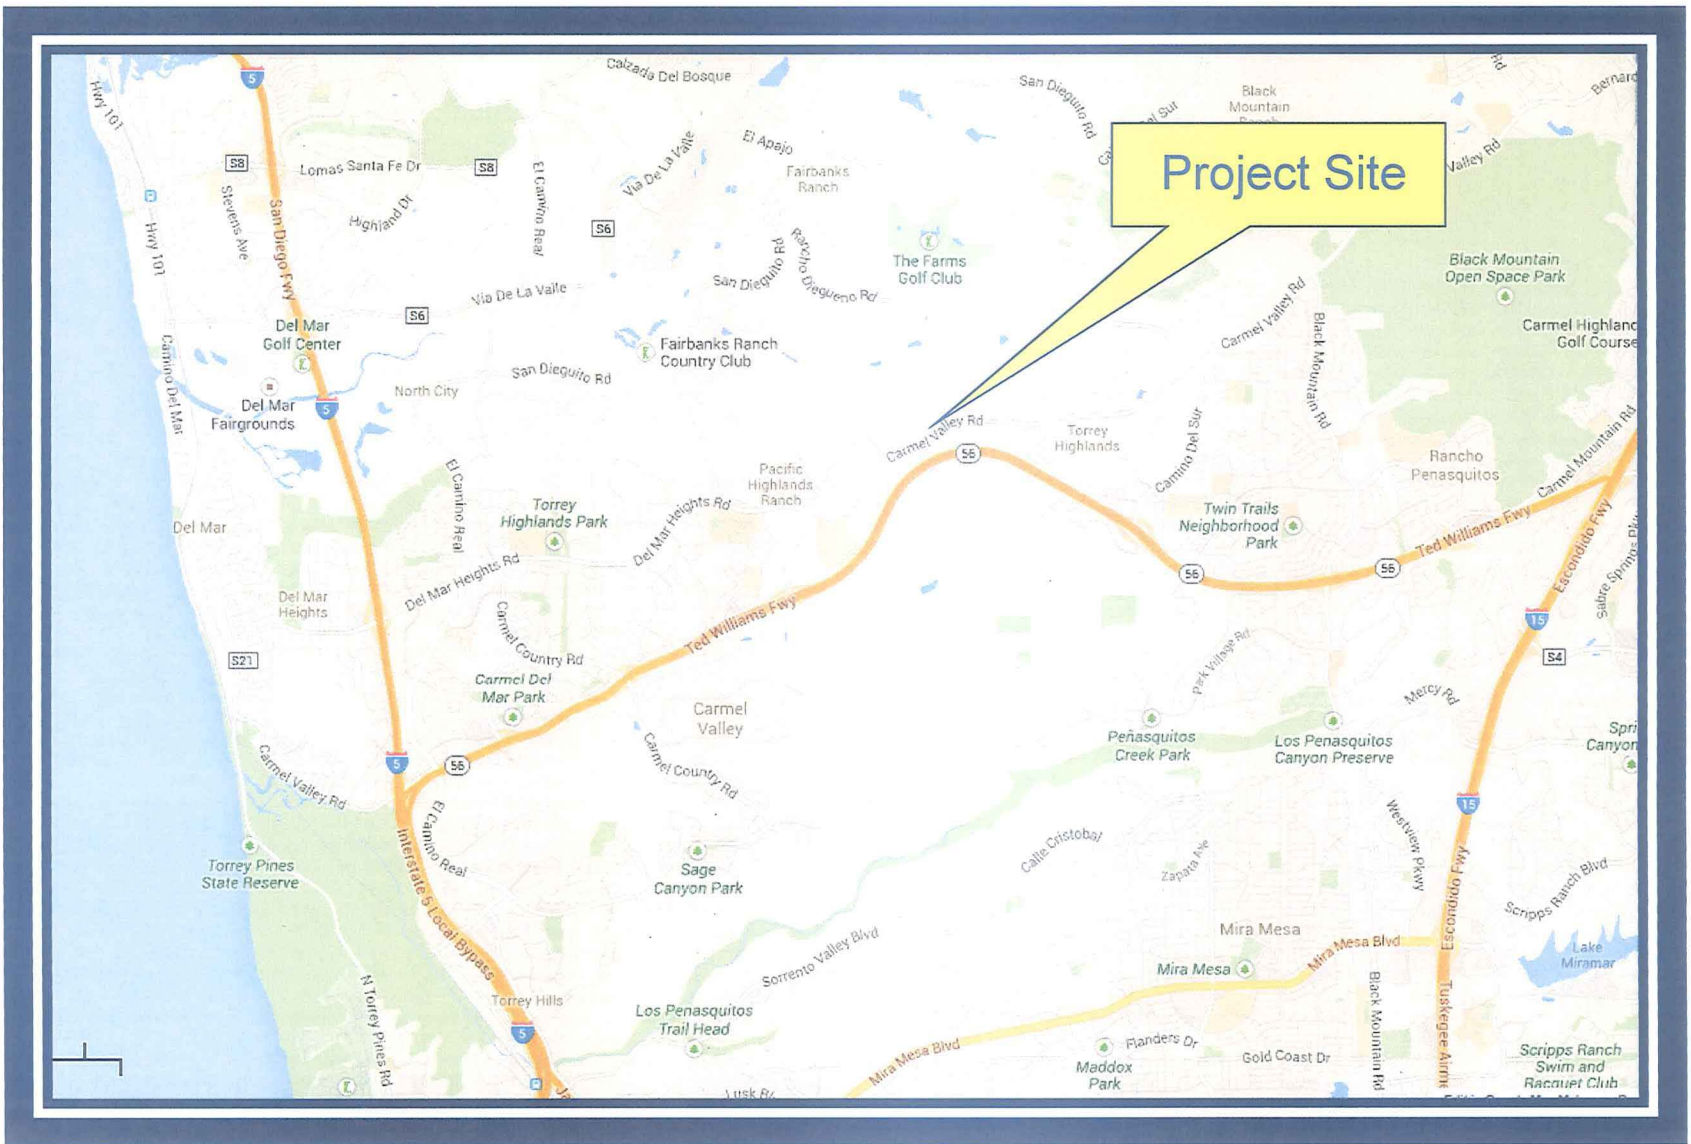 Calzada Del Bosque
San Dieguito Rd
Black
Mountain
Rd
Bernard
5
Hwy 101
S8
Lomas Santa Fe Dr
S8
El Camino Real
Via De La Valle
El Apajo
Fairbanks
Ranch
Project Site
Valley Rd
Stevens Ave
San Diego Fwy
Highland Dr
S6
Hwy 101
San Dieguito Rd
Rancho Diegueno Rd
The Farms
Golf Club
Black Mountain
Open Space Park
Via De La Valle
S6
Del Mar
Golf Center
Fairbanks Ranch
Country Club
Carmel Valley Rd
Black Mountain Rd
Carmel Highland
Golf Course
Camino Del Mar
San Dieguito Rd
North City
5
Del Mar
Fairgrounds
Carmel Valley Rd
56
Torrey
Highlands
Camino Del Sur
Rancho
Penasquitos
Carmel Mountain Rd
El Camino Real
Pacific
Highlands
Ranch
Torrey
Highlands Park
Del Mar Heights Rd
Twin Trails
Neighborhood
Park
Ted Williams Fwy
Escondido Fwy
Del Mar
56
56
Del Mar Heights Rd
Del Mar
Heights
Ted Williams Fwy
15
Carmel Country Rd
S21
S4
Park Village Rd
Mercy Rd
Carmel Del
Mar Park
Carmel
Valley
Peñasquitos
Creek Park
Los Penasquitos
Canyon Preserve
Spri
Canyon
5
56
Carmel Country Rd
Carmel Valley Rd
15
El Camino Real
Westview Pkwy
Calle Cristobal
Zapata Ave
Torrey Pines
State Reserve
Sage
Canyon Park
Interstate 5 Local Bypass
Escondido Fwy
Scripps Ranch Blvd
Mira Mesa
Mira Mesa Blvd
Lake
Miramar
Sorrento Valley Blvd
Mira Mesa
N Torrey Pines Rd
Torrey Hills
Los Penasquitos
Trail Head
5
Black Mountain Rd
Mira Mesa Blvd
Flanders Dr
Gold Coast Dr
Maddox
Park
Scripps Ranch
Swim and
Racquet Club